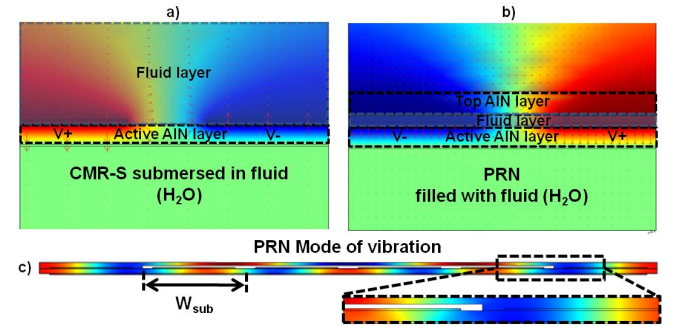 a)
b)
Fluid layer
Top AlN layer
Fluid layer
V+ Active AlN layer V-
V- Active AlN layer V+
CMR-S submersed in fluid
(H₂O)
PRN
filled with fluid (H₂O)
PRN Mode of vibration
c)
Wsub